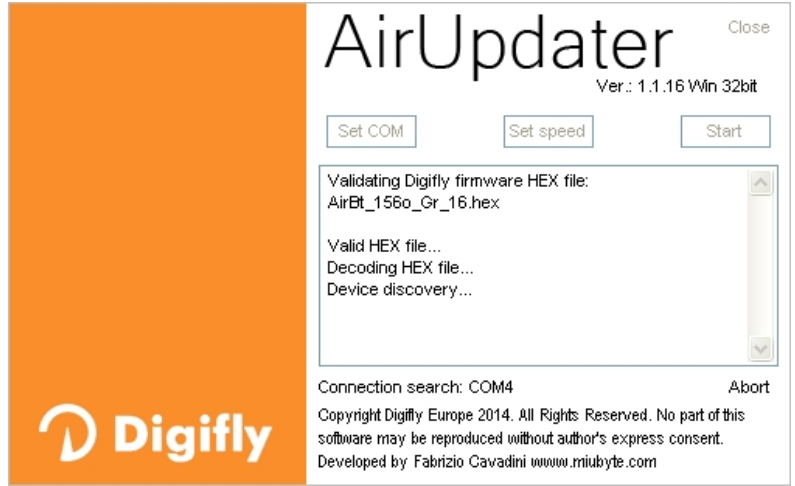 AirUpdater
Close
Ver.: 1.1.16 Win 32bit
Set COM
Set speed
Start
Validating Digifly firmware HEX file:
AirBt_156o_Gr_16.hex
Valid HEX file...
Decoding HEX file...
Device discovery...
Connection search: COM4
Abort
Copyright Digifly Europe 2014. All Rights Reserved. No part of this
software may be reproduced without author's express consent.
Developed by Fabrizio Cavadini www.miubyte.com
Digifly